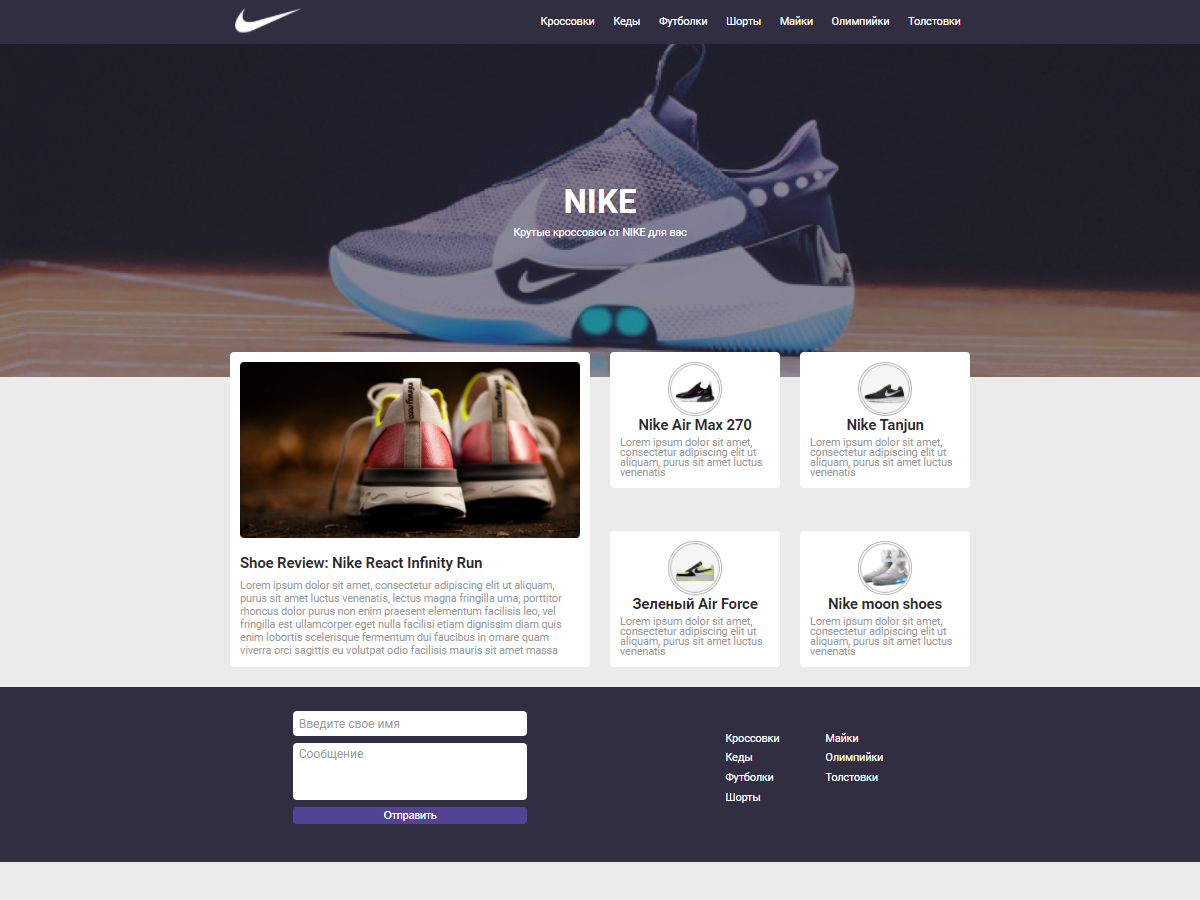 Кроссовки Кеды Футболки Шорты Майки Олимпийки Толстовки
NIKE
Крутые кроссовки от NIKE для вас
Shoe Review: Nike React Infinity Run
Lorem ipsum dolor sit amet, consectetur adipiscing elit ut aliquam,
purus sit amet luctus venenatis, lectus magna fringilla urna, porttitor
rhoncus dolor purus non enim praesent elementum facilisis leo, vel
fringilla est ullamcorper eget nulla facilisi etiam dignissim diam quis
enim lobortis scelerisque fermentum dui faucibus in ornare quam
viverra orci sagittis eu volutpat odio facilisis mauris sit amet massa
Nike Air Max 270
Lorem ipsum dolor sit amet,
consectetur adipiscing elit ut
aliquam, purus sit amet luctus
venenatis
Nike Tanjun
Lorem ipsum dolor sit amet,
consectetur adipiscing elit ut
aliquam, purus sit amet luctus
venenatis
Зеленый Air Force
Lorem ipsum dolor sit amet,
consectetur adipiscing elit ut
aliquam, purus sit amet luctus
venenatis
Nike moon shoes
Lorem ipsum dolor sit amet,
consectetur adipiscing elit ut
aliquam, purus sit amet luctus
venenatis
Введите свое имя
Сообщение
Отправить
Кроссовки
Кеды
Футболки
Шорты
Майки
Олимпийки
Толстовки